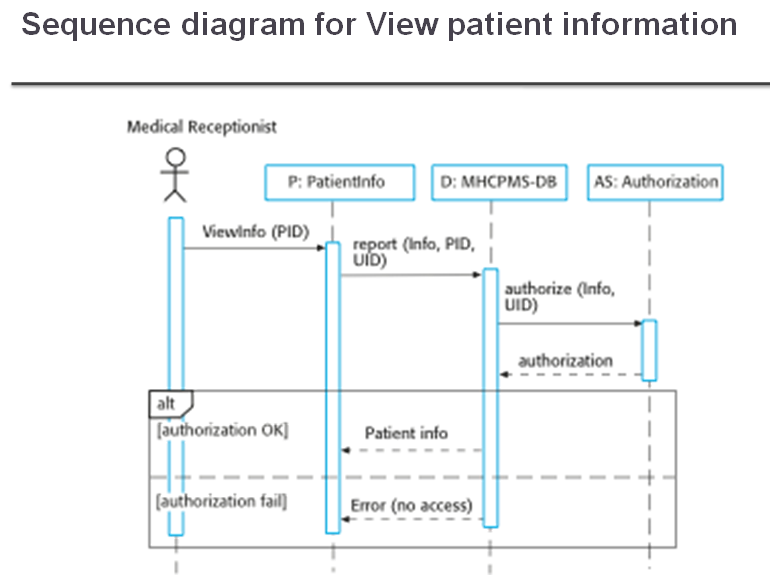 Sequence diagram for View patient information
Medical Receptionist
P: PatientInfo
D: MHCPMS-DB
AS: Authorization
ViewInfo (PID)
report (Info, PID,
UID)
authorize (Info,
UID)
authorization
alt
[authorization OK]
Patient info
[authorization fail]
Error (no access)